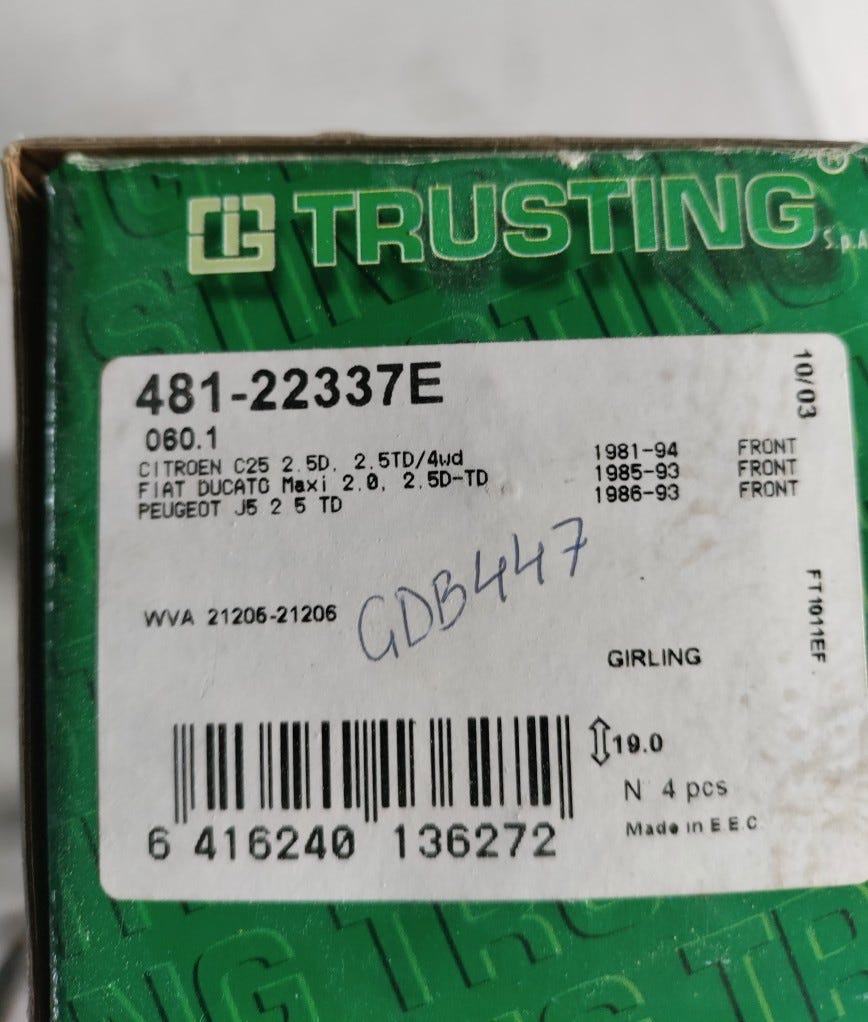 TRUSTING S.p.A.
481-22337E
10/03
060.1
CITROEN C25 2.5D, 2.5TD/4wd 1981-94 FRONT
FIAT DUCATO Maxi 2.0, 2.5D-TD 1985-93 FRONT
PEUGEOT J5 2 5 TD 1986-93 FRONT
GDB447
WVA 21206-21206
FT1011EF
GIRLING
19.0
N 4 pcs
Made in E E C
6 416240 136272